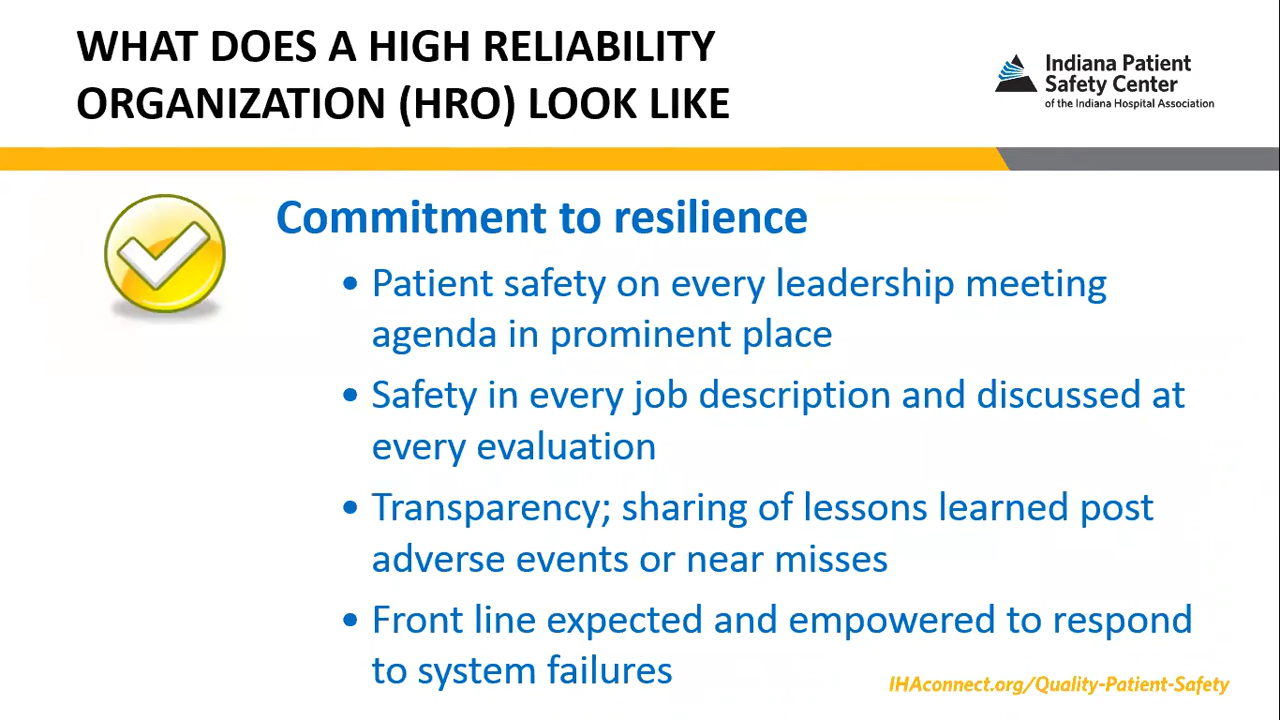 WHAT DOES A HIGH RELIABILITY
ORGANIZATION (HRO) LOOK LIKE
Indiana Patient
Safety Center
of the Indiana Hospital Association
Commitment to resilience
• Patient safety on every leadership meeting
agenda in prominent place
• Safety in every job description and discussed at
every evaluation
• Transparency; sharing of lessons learned post
adverse events or near misses
• Front line expected and empowered to respond
to system failures
IHAconnect.org/Quality-Patient-Safety